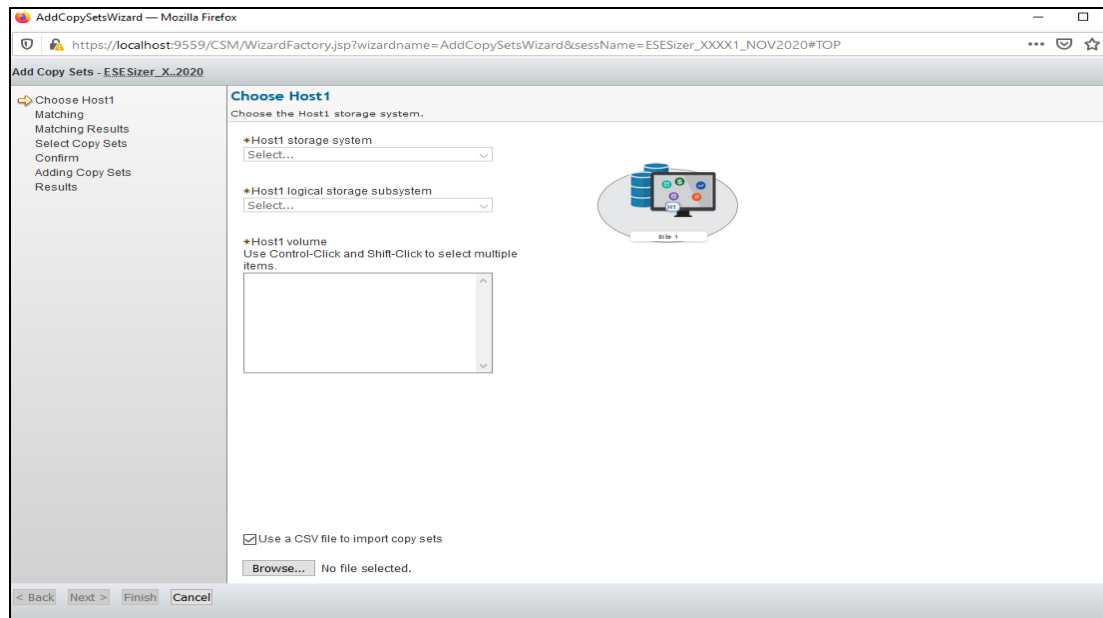 AddCopySetsWizard — Mozilla Firefox
https://localhost:9559/CSM/WizardFactory.jsp?wizardname=AddCopySetsWizard&sessName=ESESizer_XXXX1_NOV2020#TOP
Add Copy Sets - ESESizer_X..2020
Choose Host1
Matching
Matching Results
Select Copy Sets
Confirm
Adding Copy Sets
Results
Choose Host1
Choose the Host1 storage system.
*Host1 storage system
Select...
*Host1 logical storage subsystem
Select...
*Host1 volume
Use Control-Click and Shift-Click to select multiple
items.
H1
Site 1
Use a CSV file to import copy sets
Browse... No file selected.
< Back Next > Finish Cancel